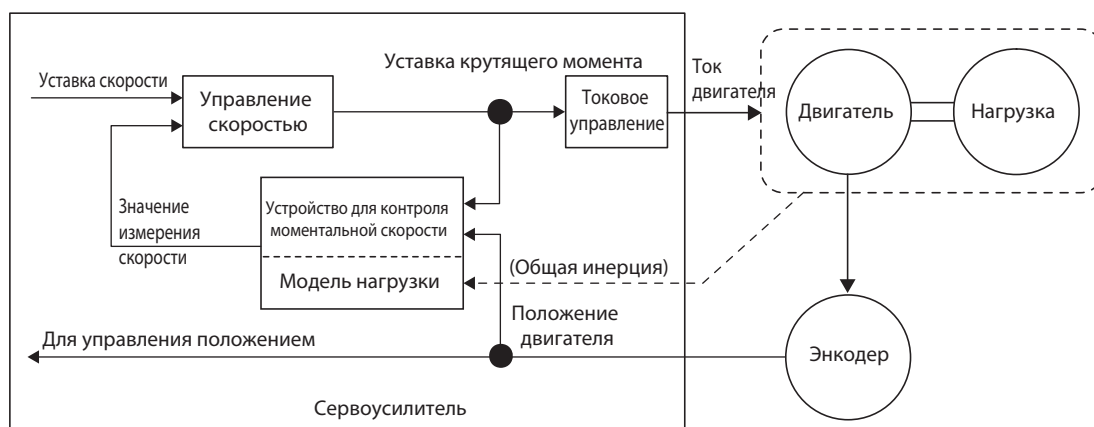 Уставка скорости
Управление
скоростью
Уставка крутящего момента
Токовое
управление
Ток
двигателя
Двигатель
Нагрузка
Значение
измерения
скорости
Устройство для контроля
моментальной скорости
Модель нагрузки
(Общая инерция)
Положение
двигателя
Для управления положением
Энкодер
Сервоусилитель